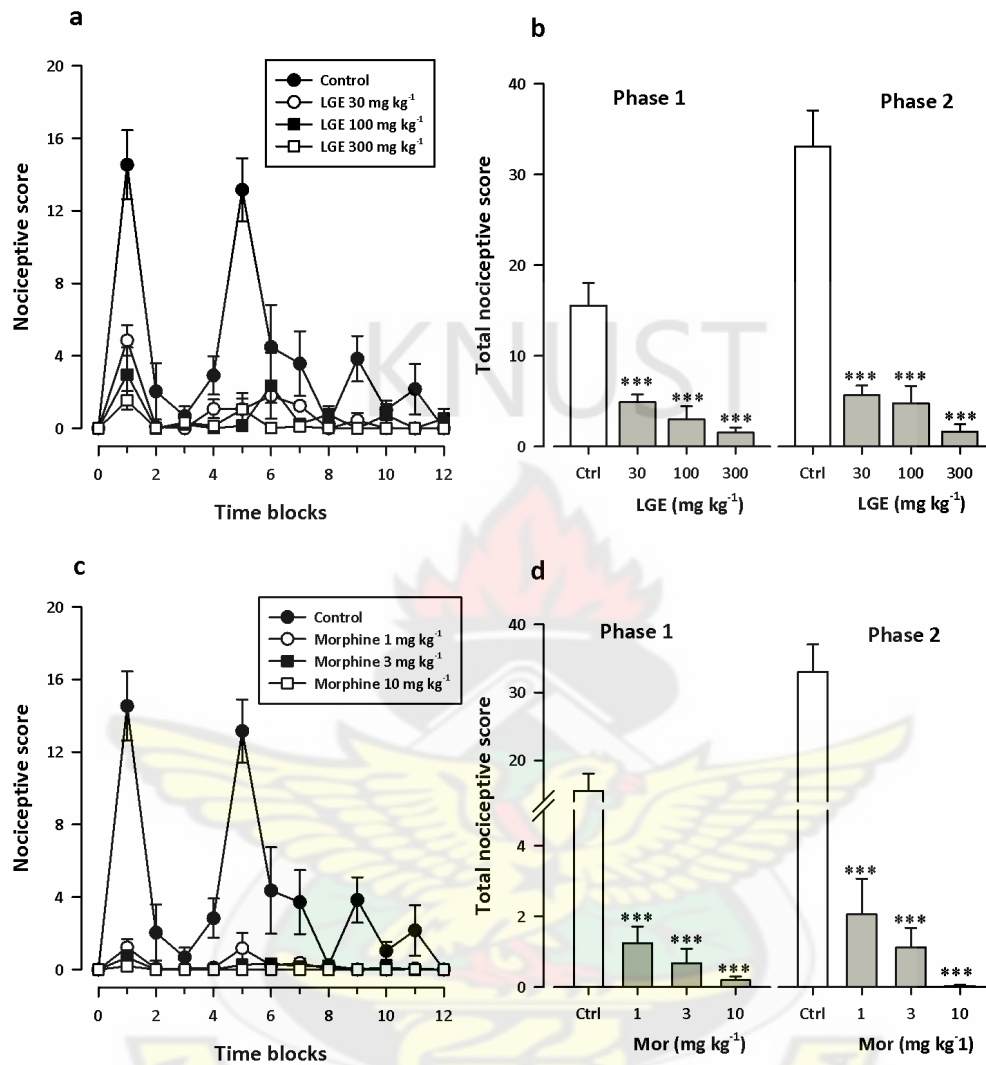 a
20
16
12
8
4
0
Nociceptive score
Control
LGE 30 mg kg⁻¹
LGE 100 mg kg⁻¹
LGE 300 mg kg⁻¹
0 2 4 6 8 10 12
Time blocks
b
40
30
20
10
0
Total nociceptive score
Phase 1
Phase 2
*** *** ***
*** *** ***
Ctrl 30 100 300
LGE (mg kg⁻¹)
Ctrl 30 100 300
LGE (mg kg⁻¹)
KNUST
c
20
16
12
8
4
0
Nociceptive score
Control
Morphine 1 mg kg⁻¹
Morphine 3 mg kg⁻¹
Morphine 10 mg kg⁻¹
0 2 4 6 8 10 12
Time blocks
d
40
30
20
4
2
0
Total nociceptive score
Phase 1
Phase 2
*** *** ***
*** *** ***
Ctrl 1 3 10
Mor (mg kg⁻¹)
Ctrl 1 3 10
Mor (mg kg⁻1)